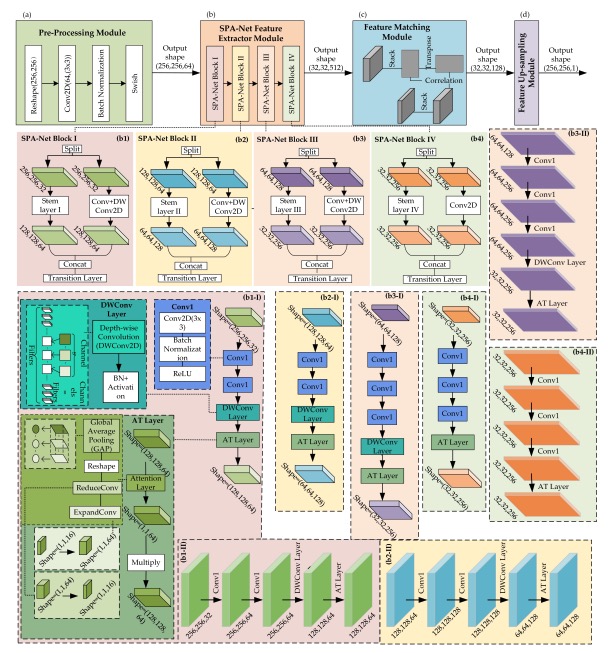 (a)
Pre-Processing Module
Reshape(256,256)
Conv2D(64,(3x3))
Batch Normalization
Swish
Output
shape
(256,256,64)
(b)
SPA-Net Feature
Extractor Module
SPA-Net Block I
SPA-Net Block II
SPA-Net Block III
SPA-Net Block IV
Output
shape
(32,32,512)
(c)
Feature Matching
Module
Stack
Transpose
Correlation
Stack
Output
shape
(32,32,128)
(d)
Feature Up-sampling
Module
Output
shape
(256,256,1)
SPA-Net Block I
(b1)
Split
256,256,32
256,256,32
Stem
layer I
Conv+DW
Conv2D
128,128,64
128,128,64
Concat
Transition Layer
SPA-Net Block II
(b2)
Split
128,128,64
128,128,64
Stem
layer II
Conv+DW
Conv2D
64,64,128
64,64,128
Concat
Transition Layer
SPA-Net Block III
(b3)
Split
64,64,128
64,64,128
Stem
layer III
Conv+DW
Conv2D
32,32,256
32,32,256
Concat
Transition Layer
SPA-Net Block IV
(b4)
Split
32,32,256
32,32,256
Stem
layer IV
Conv2D
32,32,256
32,32,256
Concat
Transition Layer
(b3-II)
64,64,128
Conv1
64,64,256
Conv1
64,64,256
Conv1
64,64,256
DWConv Layer
32,32,256
AT Layer
32,32,256
DWConv
Layer
Depth-wise
Convolution
(DWConv2D)
BN+
Activati
on
Filters
Channel
Filter
Chann
els
Conv1
Conv2D(3x
3)
Batch
Normalizat
ion
ReLU
(b1-I)
Shape=(256,256,32)
Conv1
Conv1
DWConv Layer
AT Layer
Shape=(128,128,64)
(b2-I)
Shape=(128,128,64)
Conv1
Conv1
DWConv Layer
AT Layer
Shape=(64,64,128)
(b3-I)
Shape=(64,64,128)
Conv1
Conv1
Conv1
DWConv Layer
AT Layer
Shape=(32,32,256)
(b4-I)
Shape=(32,32,256)
Conv1
Conv1
Conv1
AT Layer
Shape=(32,32,256)
(b4-II)
32,32,256
Conv1
32,32,256
Conv1
32,32,256
Conv1
32,32,256
AT Layer
32,32,256
AT Layer
Global
Average
Pooling
(GAP)
Reshape
ReduceConv
ExpandConv
Shape=(128,128,64)
Attention
Layer
Shape=(1,1,64)
Multiply
Shape=(128,128,
64)
Shape=(1,1,16)
Shape=(1,1,64)
Shape=(1,1,64)
Shape=(1,1,16)
(b1-II)
256,256,32
Conv1
256,256,64
Conv1
256,256,64
DWConv Layer
128,128,64
AT Layer
128,128,64
(b2-II)
128,128,64
Conv1
128,128,128
Conv1
128,128,128
DWConv Layer
64,64,128
AT Layer
64,64,128